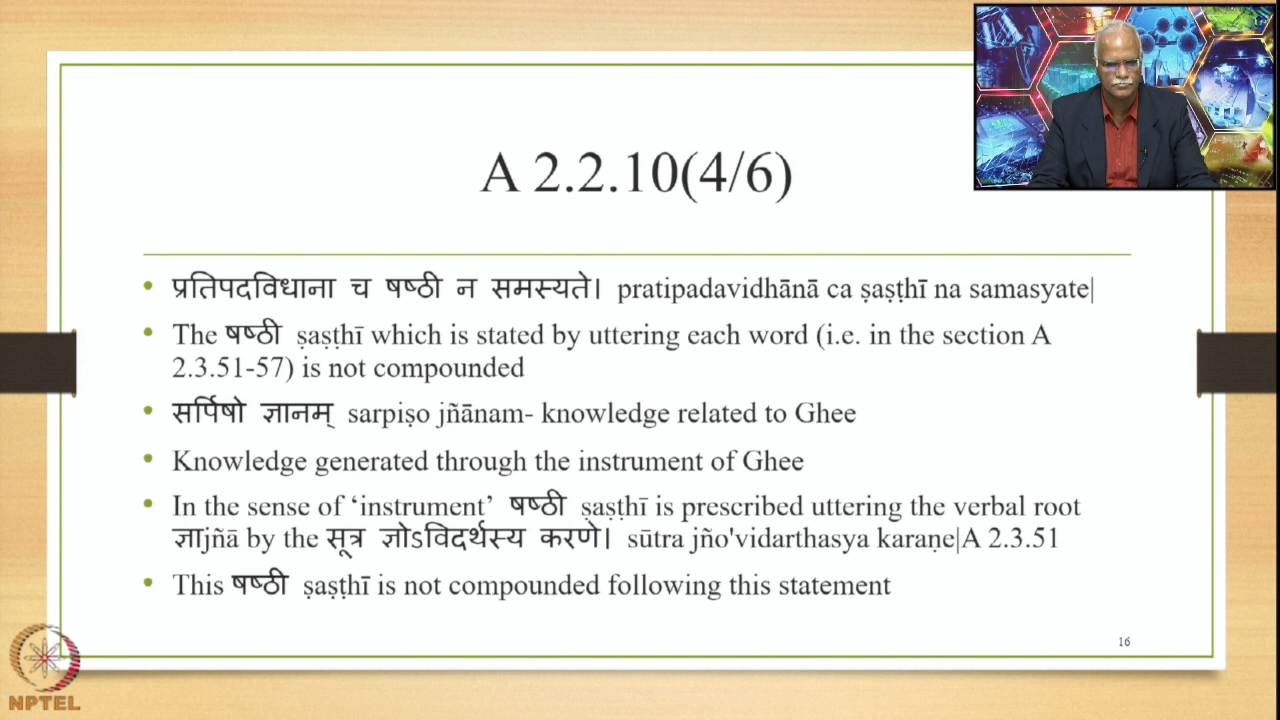 A 2.2.10(4/6)
• प्रतिपदविधाना च षष्ठी न समस्यते। pratipadavidhānā ca ṣaṣṭhī na samasyate|
• The षष्ठी ṣaṣṭhī which is stated by uttering each word (i.e. in the section A
2.3.51-57) is not compounded
• सर्पिषो ज्ञानम् sarpiṣo jñānam- knowledge related to Ghee
• Knowledge generated through the instrument of Ghee
• In the sense of ‘instrument’ षष्ठी ṣaṣṭhī is prescribed uttering the verbal root
ज्ञाjñā by the सूत्र ज्ञोऽविदर्थस्य करणे। sūtra jño'vidarthasya karaṇe|A 2.3.51
• This षष्ठी ṣaṣṭhī is not compounded following this statement
16
NPTEL